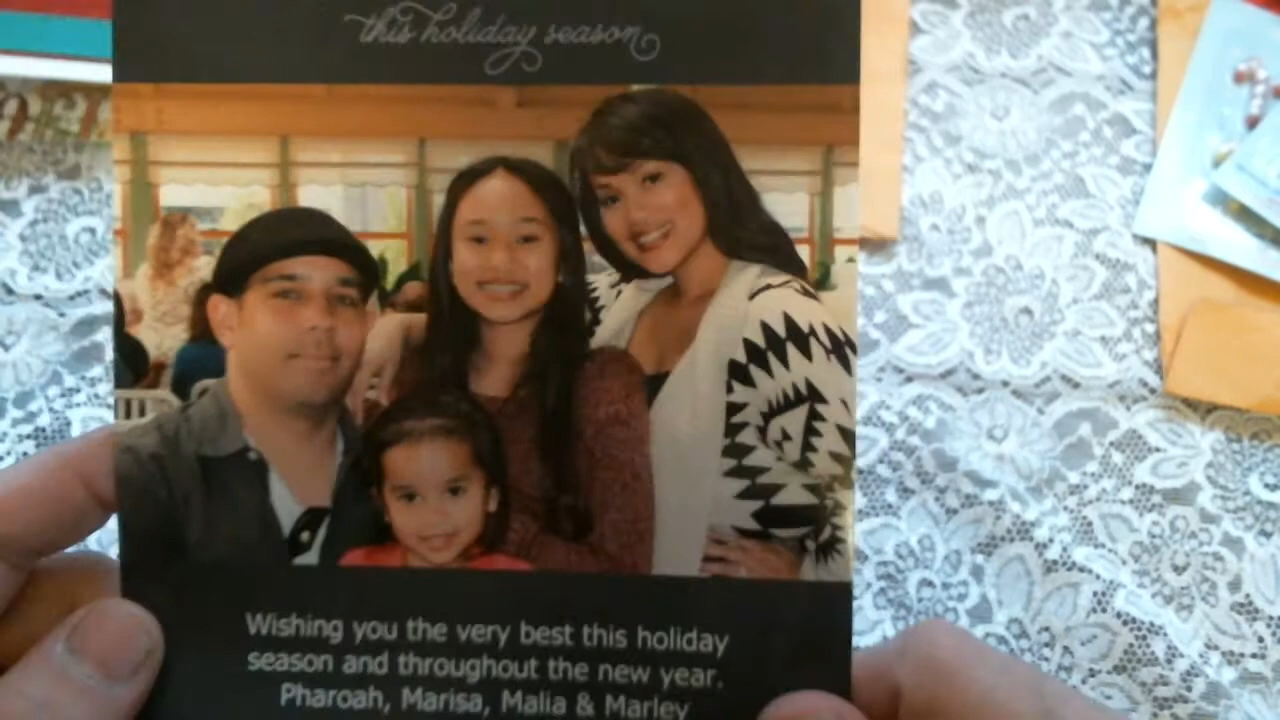 this holiday season
Wishing you the very best this holiday
season and throughout the new year.
Pharoah, Marisa, Malia & Marley